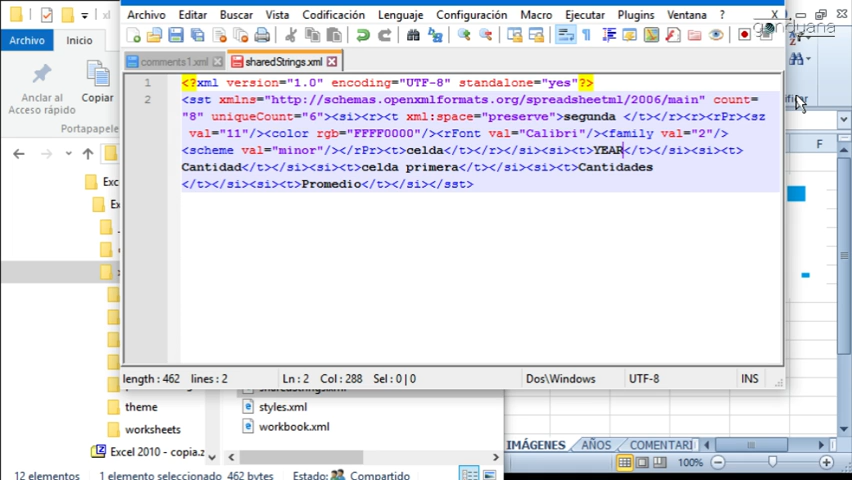 Archivo Editar Buscar Vista Codificación Lenguaje Configuración Macro Ejecutar Plugins Ventana ? X
gonduana
Archivo Inicio
comments1.xml sharedStrings.xml
1 <?xml version="1.0" encoding="UTF-8" standalone="yes"?>
2 <sst xmlns="http://schemas.openxmlformats.org/spreadsheetml/2006/main" count=
"8" uniqueCount="6"><si><r><t xml:space="preserve">segunda </t></r><r><rPr><sz
val="11"/><color rgb="FFFF0000"/><rFont val="Calibri"/><family val="2"/>
<scheme val="minor"/></rPr><t>celda</t></r></si><si><t>YEAR</t></si><si><t>
Cantidad</t></si><si><t>celda primera</t></si><si><t>Cantidades
</t></si><si><t>Promedio</t></si></sst>
Anclar al
Acceso rápido
Copiar
Portapape
Exc
Ex
F
length : 462 lines : 2 Ln : 2 Col : 288 Sel : 0 | 0 Dos\Windows UTF-8 INS
theme
worksheets
Excel 2010 - copia.z
sharedStrings.xml
styles.xml
workbook.xml
IMÁGENES AÑOS COMENTARI
100%
12 elementos 1 elemento seleccionado 462 bytes Estado: Compartido